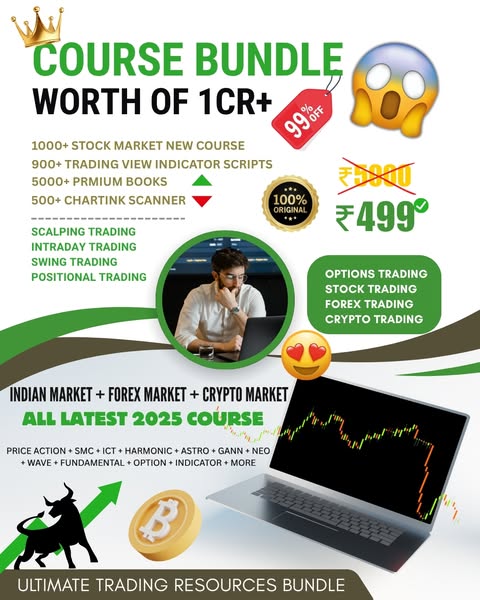 COURSE BUNDLE
WORTH OF 1CR+
99%
OFF
1000+ STOCK MARKET NEW COURSE
900+ TRADING VIEW INDICATOR SCRIPTS
5000+ PRMIUM BOOKS
500+ CHARTINK SCANNER
100%
ORIGINAL
₹5000
₹499
SCALPING TRADING
INTRADAY TRADING
SWING TRADING
POSITIONAL TRADING
OPTIONS TRADING
STOCK TRADING
FOREX TRADING
CRYPTO TRADING
INDIAN MARKET + FOREX MARKET + CRYPTO MARKET
ALL LATEST 2025 COURSE
PRICE ACTION + SMC + ICT + HARMONIC + ASTRO + GANN + NEO
+ WAVE + FUNDAMENTAL + OPTION + INDICATOR + MORE
ULTIMATE TRADING RESOURCES BUNDLE